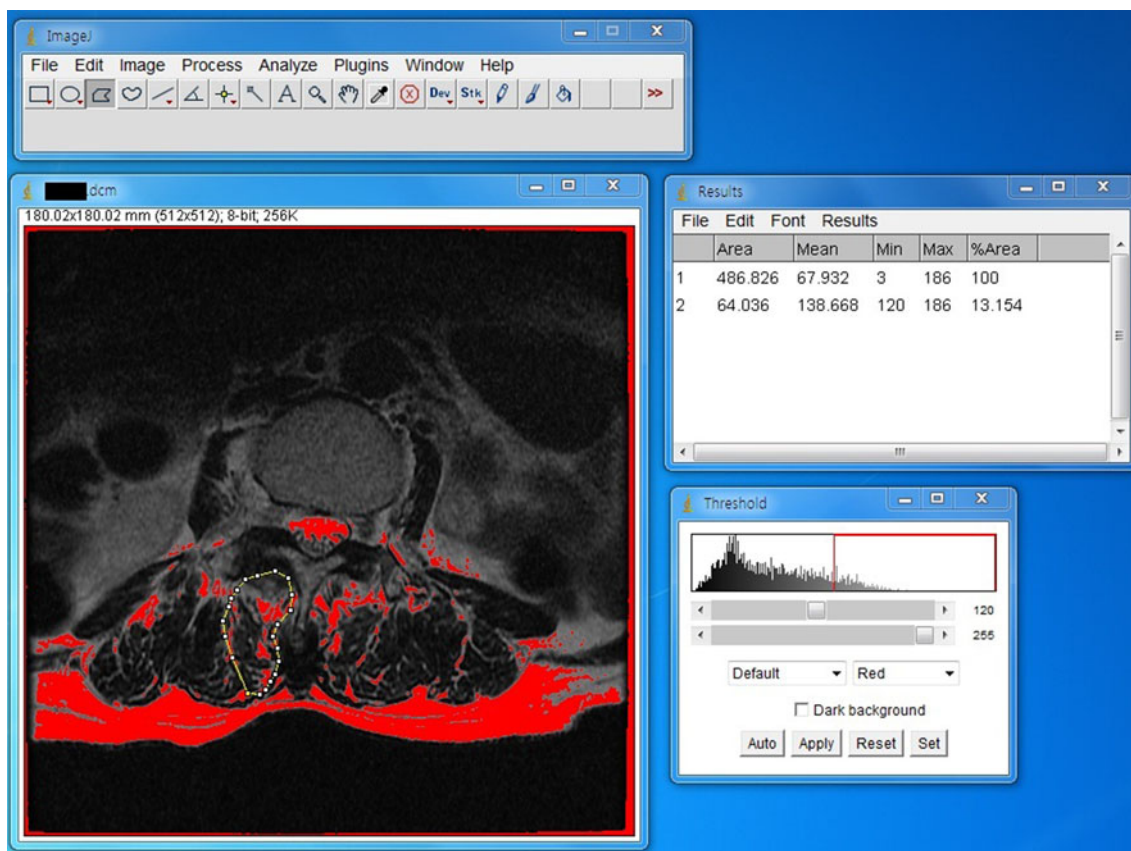 ImageJ
File Edit Image Process Analyze Plugins Window Help
A Dev Stk >>
.dcm
180.02x180.02 mm (512x512); 8-bit; 256K
Results
File Edit Font Results
Area Mean Min Max %Area
1 486.826 67.932 3 186 100
2 64.036 138.668 120 186 13.154
Threshold
120
255
Default Red
Dark background
Auto Apply Reset Set